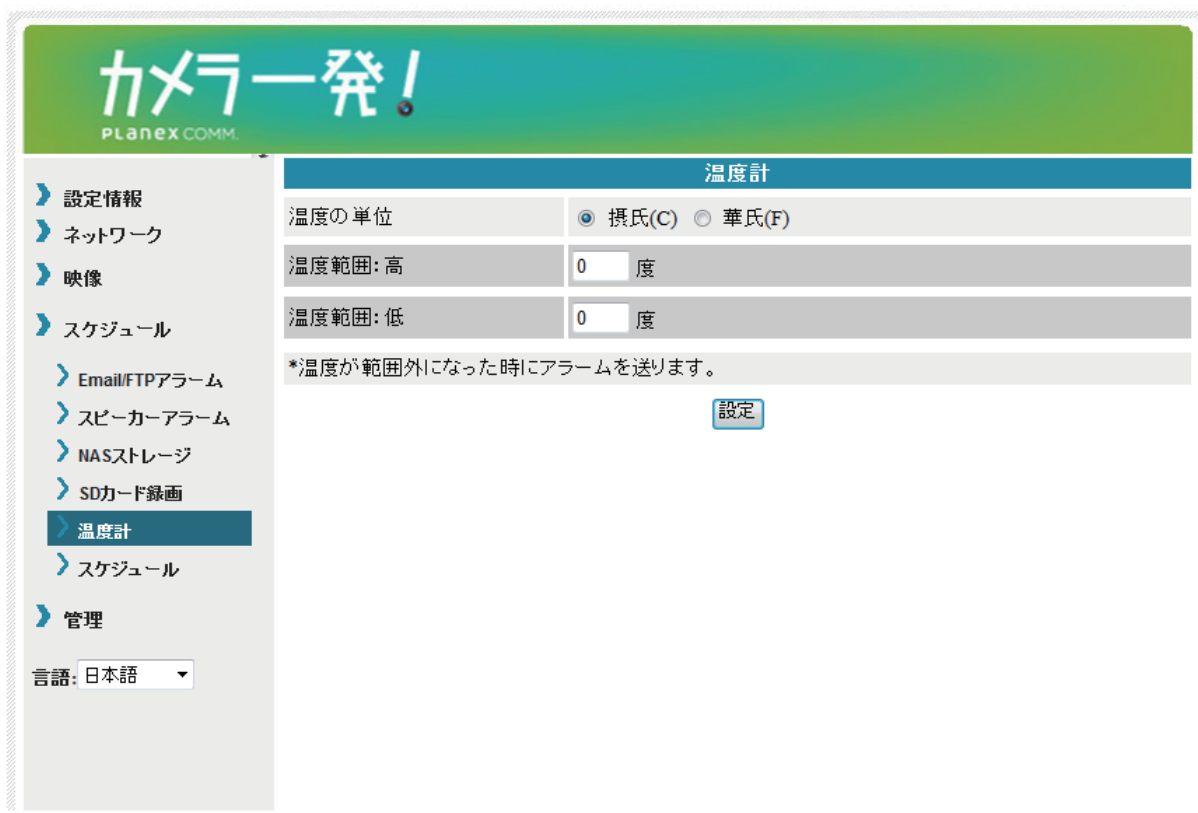 カメラ一発!
PLANEX COMM.
設定情報
ネットワーク
映像
スケジュール
Email/FTPアラーム
スピーカーアラーム
NASストレージ
SDカード録画
温度計
スケジュール
管理
言語: 日本語
温度計
温度の単位 摂氏(C) 華氏(F)
温度範囲: 高 0 度
温度範囲: 低 0 度
*温度が範囲外になった時にアラームを送ります。
設定